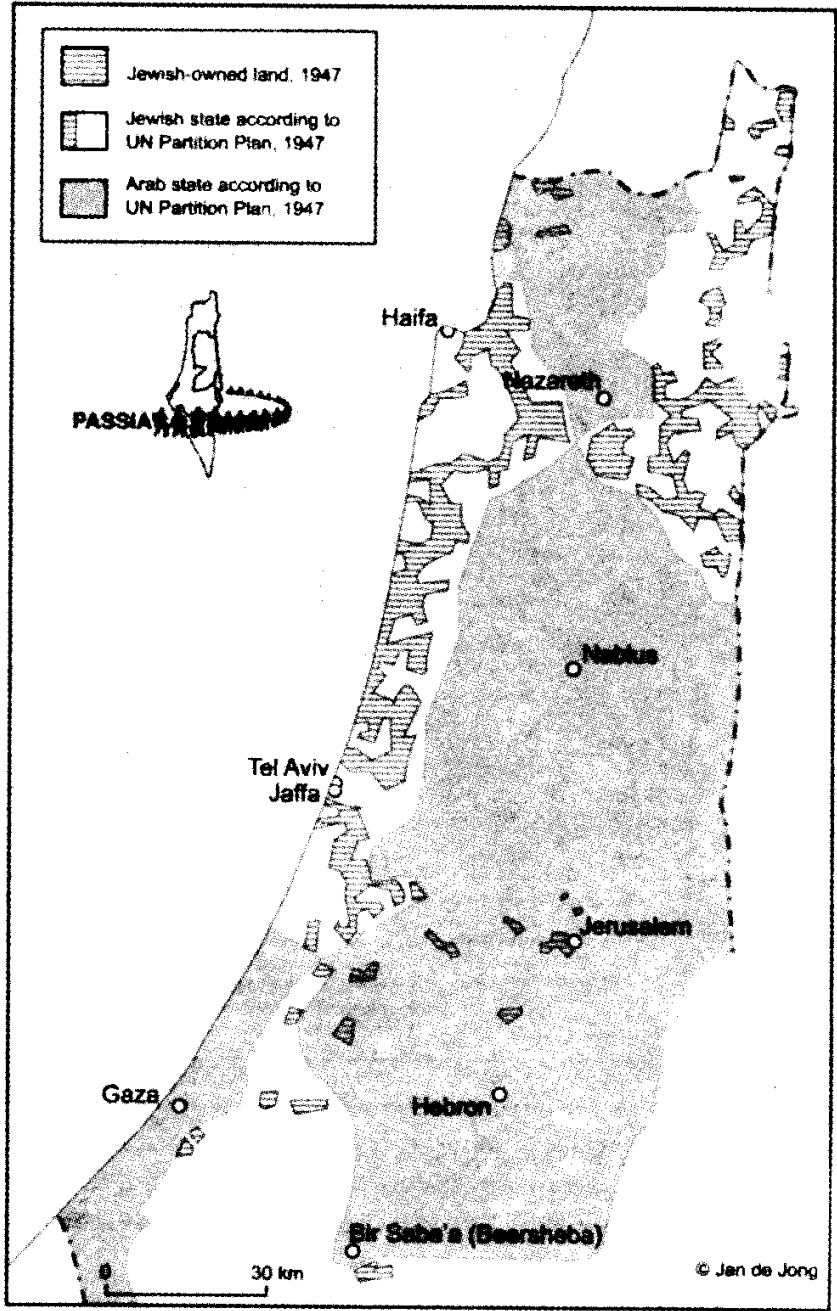 Jewish-owned land, 1947
Jewish state according to
UN Partition Plan, 1947
Arab state according to
UN Partition Plan, 1947
Haifa
Nazareth
PASSIA
Nablus
Tel Aviv
Jaffa
Jerusalem
Gaza
Hebron
Bir Saba'a (Beersheba)
0
30 km
© Jan de Jong